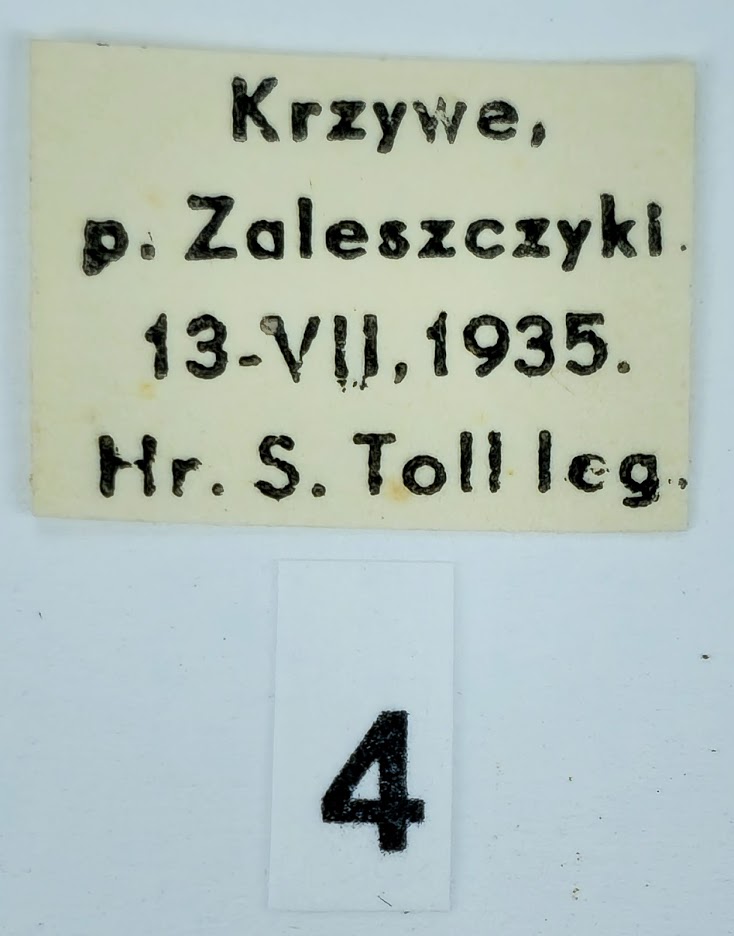 Krzywe,
p. Zaleszczyki.
13-VII, 1935.
Hr. S. Toll leg.
4